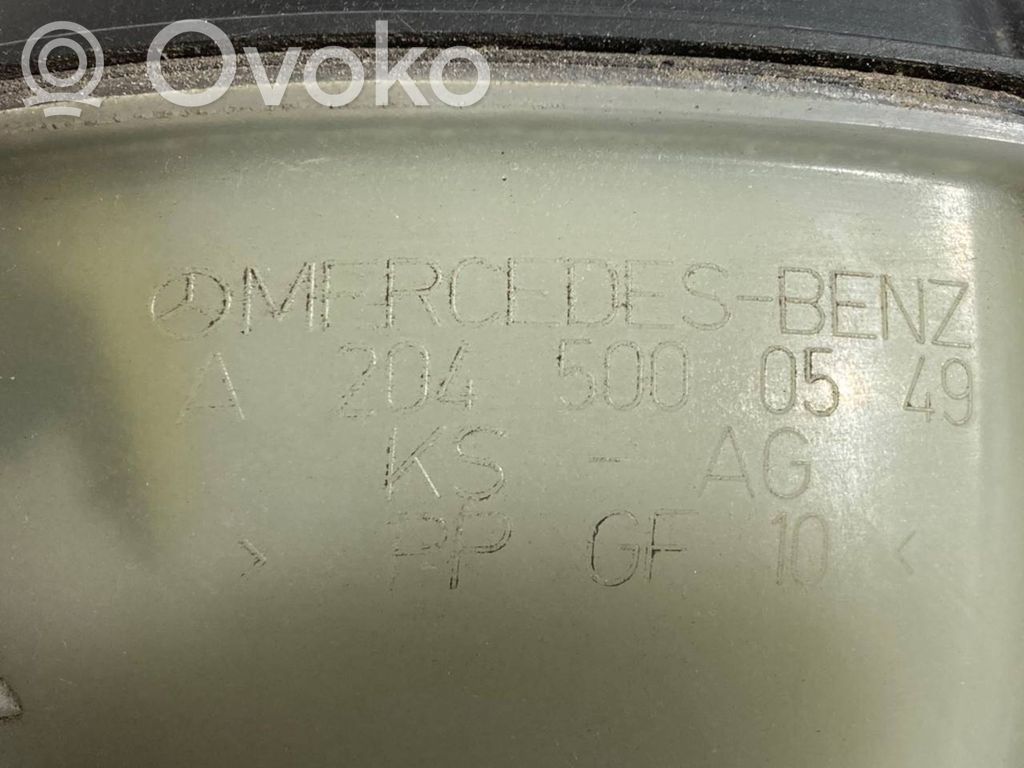 Ovoko
MERCEDES-BENZ
A 204 500 05 49
KS - AG
> PP GF 10 <